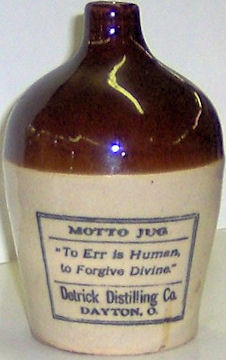 MOTTO JUG
"To Err is Human,
to Forgive Divine."
Detrick Distilling Co.
DAYTON, O.